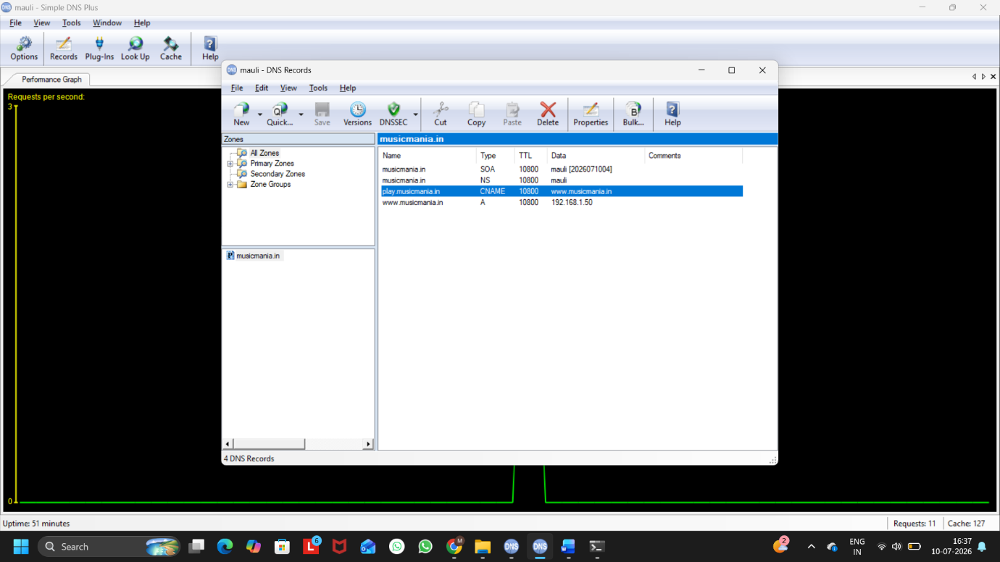 DNS mauli - Simple DNS Plus
File View Tools Window Help
Options Records Plug-Ins Look Up Cache Help
Performance Graph
Requests per second:
3
0
DNS mauli - DNS Records
File Edit View Tools Help
New Quick... Save Versions DNSSEC Cut Copy Paste Delete Properties Bulk... Help
Zones
All Zones
Primary Zones
Secondary Zones
Zone Groups
musicmania.in
musicmania.in
Name Type TTL Data Comments
musicmania.in SOA 10800 mauli [2026071004]
musicmania.in NS 10800 mauli
play.musicmania.in CNAME 10800 www.musicmania.in
www.musicmania.in A 10800 192.168.1.50
4 DNS Records
Uptime: 51 minutes Requests: 11 Cache: 127
Search
L 6
M
DNS
DNS
2
ENG
IN
16:37
10-07-2026